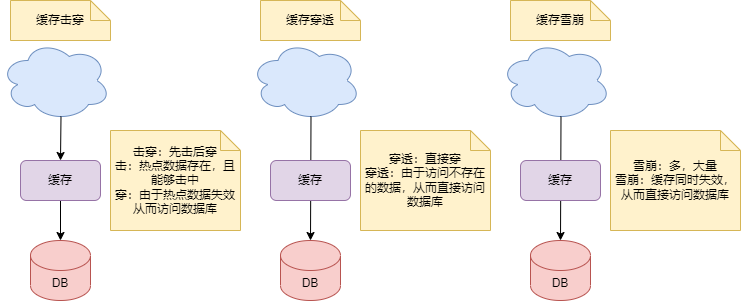 缓存击穿
缓存穿透
缓存雪崩
击穿：先击后穿
击：热点数据存在，且
能够击中
穿：由于热点数据失效
从而访问数据库
穿透：直接穿
穿透：由于访问不存在
的数据，从而直接访问
数据库
雪崩：多，大量
雪崩：缓存同时失效，
从而直接访问数据库
缓存
缓存
缓存
DB
DB
DB